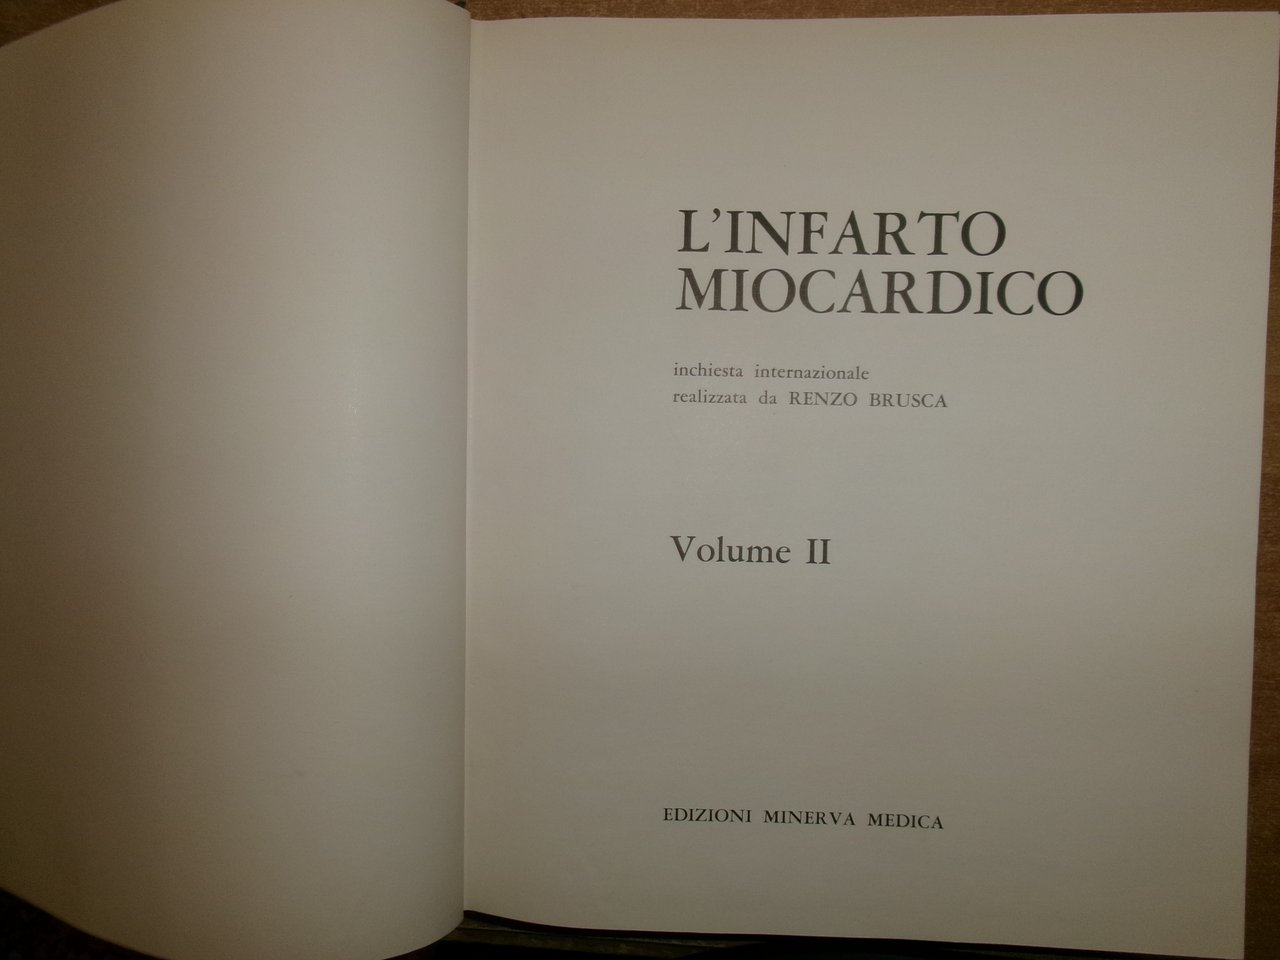 L'INFARTO
MIOCARDICO
inchiesta internazionale
realizzata da RENZO BRUSCA
Volume II
EDIZIONI MINERVA MEDICA